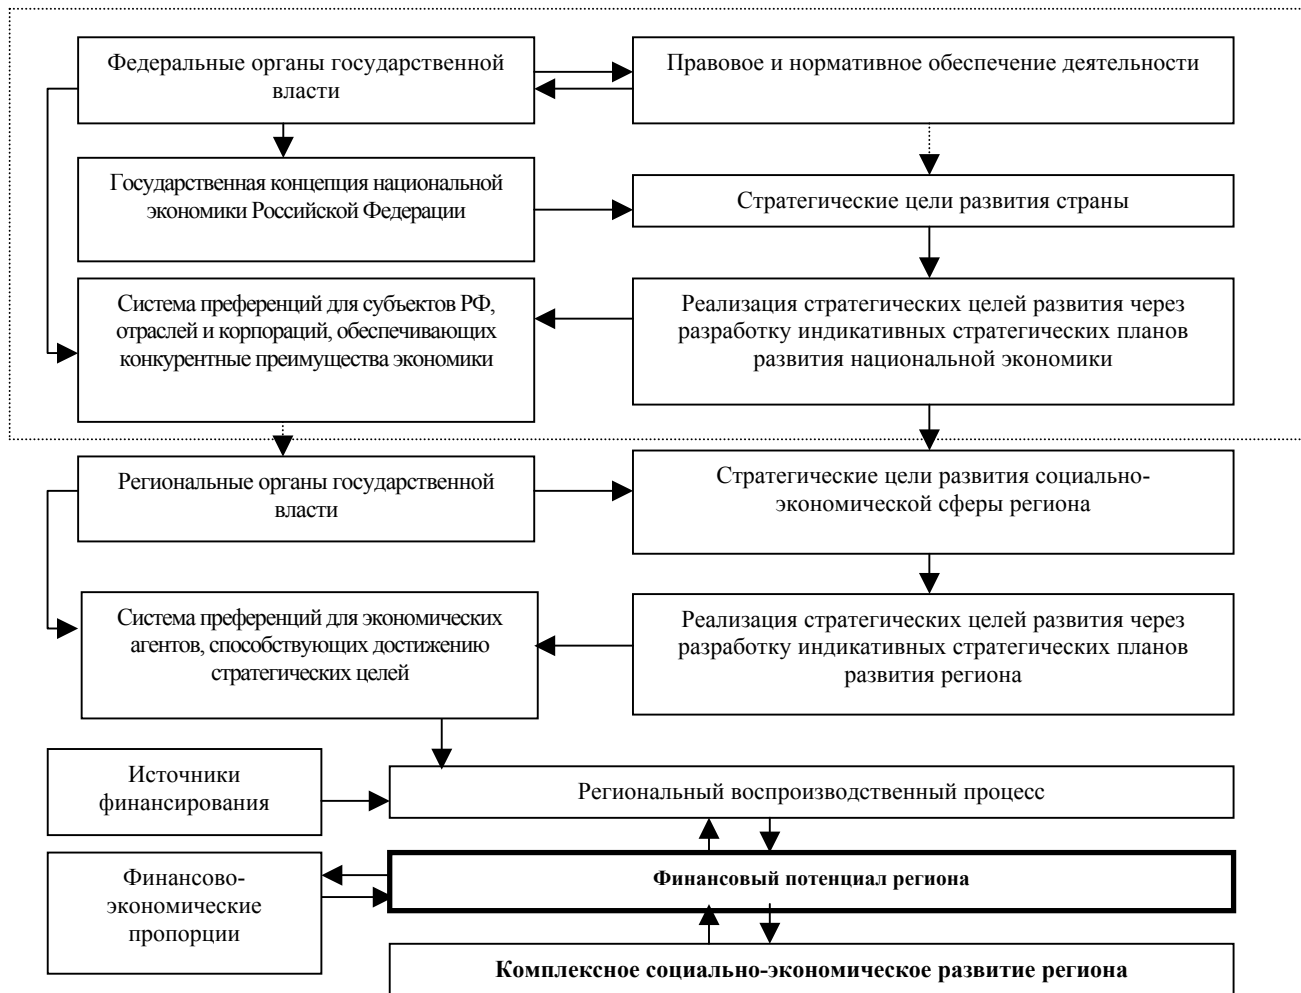 Федеральные органы государственной
власти
Правовое и нормативное обеспечение деятельности
Государственная концепция национальной
экономики Российской Федерации
Стратегические цели развития страны
Система преференций для субъектов РФ,
отраслей и корпораций, обеспечивающих
конкурентные преимущества экономики
Реализация стратегических целей развития через
разработку индикативных стратегических планов
развития национальной экономики
Региональные органы государственной
власти
Стратегические цели развития социально-
экономической сферы региона
Система преференций для экономических
агентов, способствующих достижению
стратегических целей
Реализация стратегических целей развития через
разработку индикативных стратегических планов
развития региона
Источники
финансирования
Региональный воспроизводственный процесс
Финансово-
экономические
пропорции
Финансовый потенциал региона
Комплексное социально-экономическое развитие региона